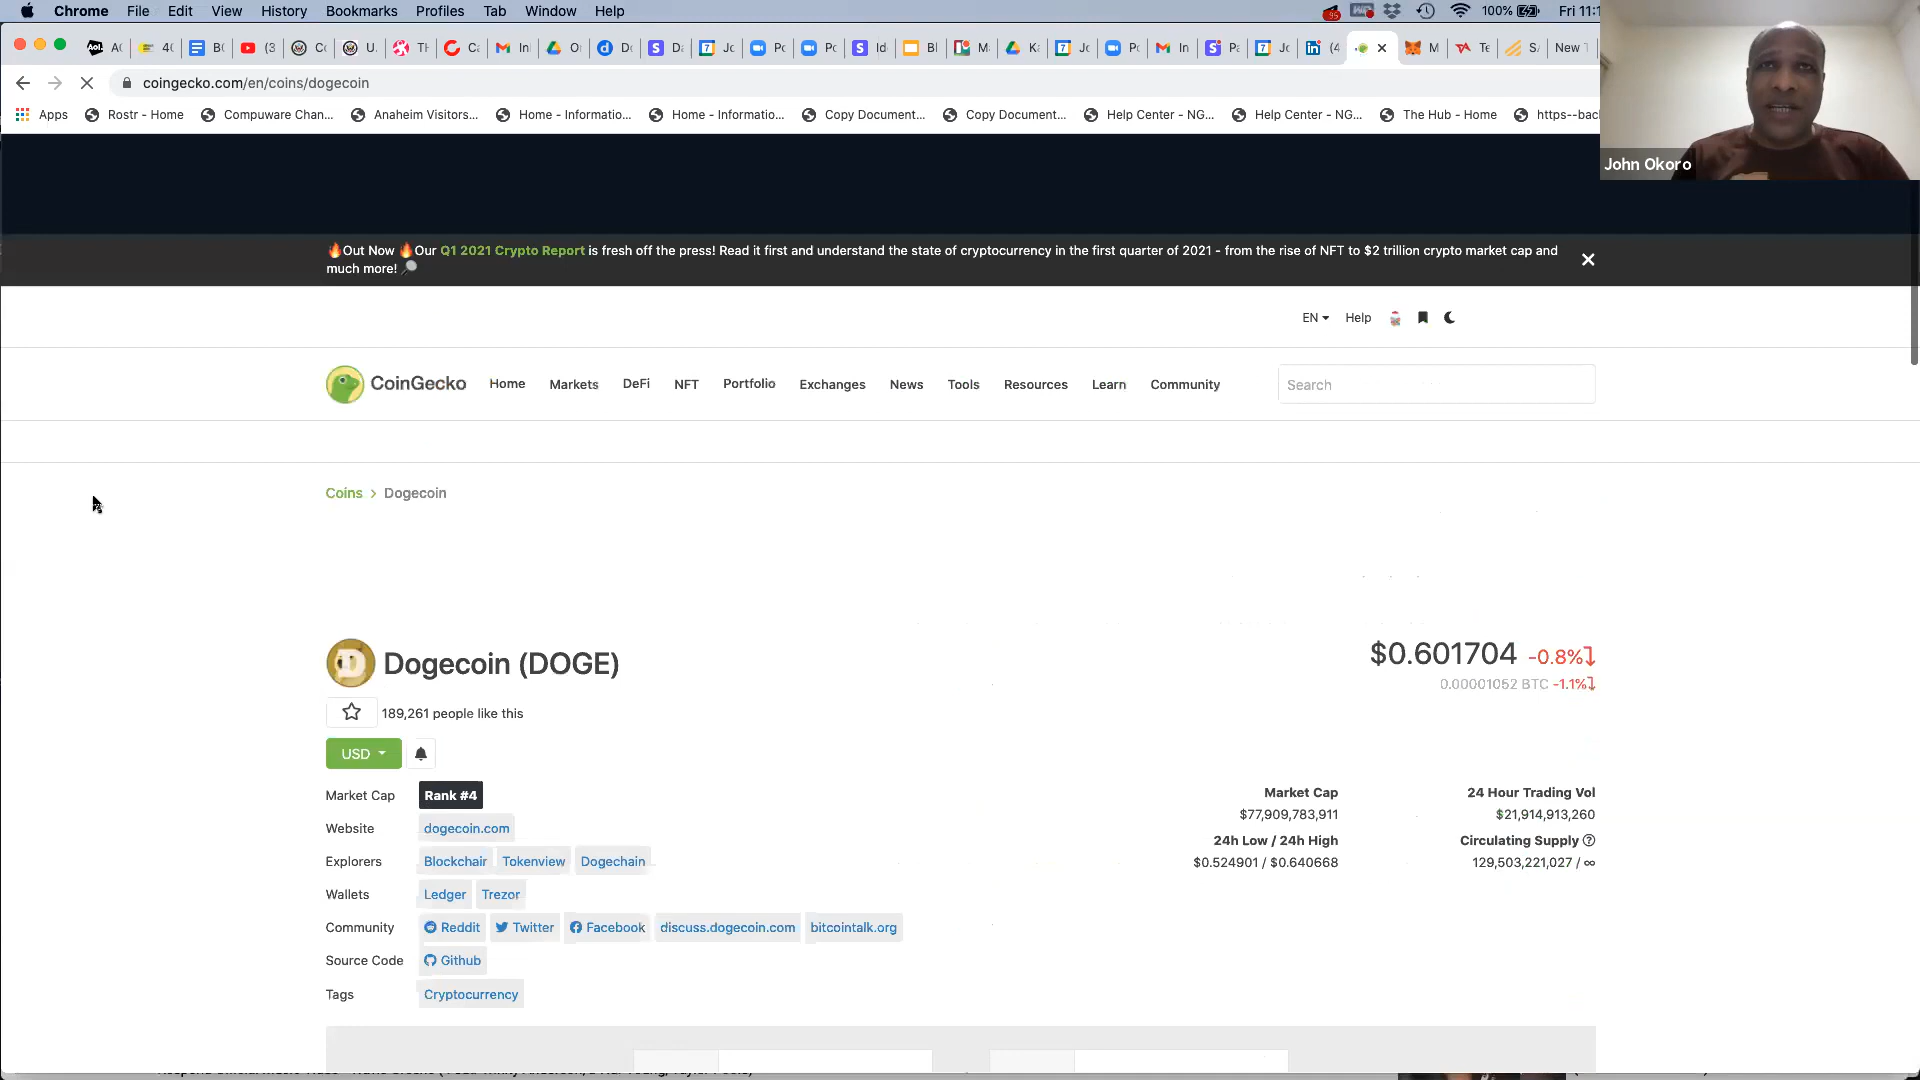 Chrome File Edit View History Bookmarks Profiles Tab Window Help
95 100% Fri 11:1
coingecko.com/en/coins/dogecoin
Apps Rostr - Home Compuware Chan... Anaheim Visitors... Home - Informatio... Home - Informatio... Copy Document... Copy Document... Help Center - NG... Help Center - NG... The Hub - Home https--bac
John Okoro
🔥Out Now 🔥Our Q1 2021 Crypto Report is fresh off the press! Read it first and understand the state of cryptocurrency in the first quarter of 2021 - from the rise of NFT to $2 trillion crypto market cap and
much more! 🔎
EN Help
CoinGecko Home Markets DeFi NFT Portfolio Exchanges News Tools Resources Learn Community Search
Coins > Dogecoin
Dogecoin (DOGE)
$0.601704 -0.8%
0.00001052 BTC -1.1%
189,261 people like this
USD
Market Cap Rank #4
Website dogecoin.com
Explorers Blockchair Tokenview Dogechain
Wallets Ledger Trezor
Community Reddit Twitter Facebook discuss.dogecoin.com bitcointalk.org
Source Code Github
Tags Cryptocurrency
Market Cap
$77,909,783,911
24 Hour Trading Vol
$21,914,913,260
24h Low / 24h High
$0.524901 / $0.640668
Circulating Supply
129,503,221,027 / ∞